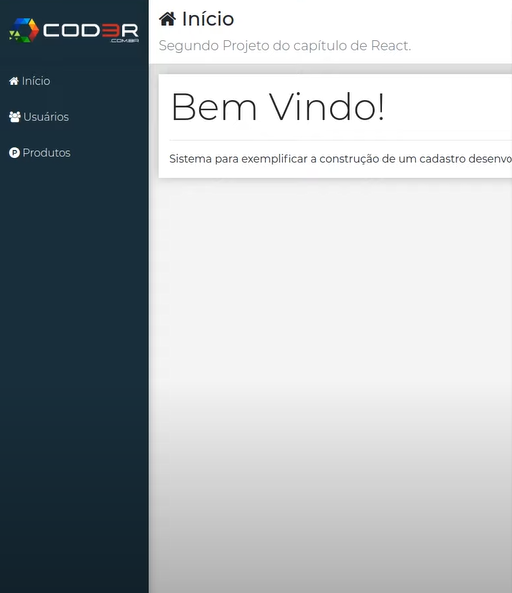 COD3R
.COM.BR
Início
Usuários
Produtos
Início
Segundo Projeto do capítulo de React.
Bem Vindo!
Sistema para exemplificar a construção de um cadastro desenvo